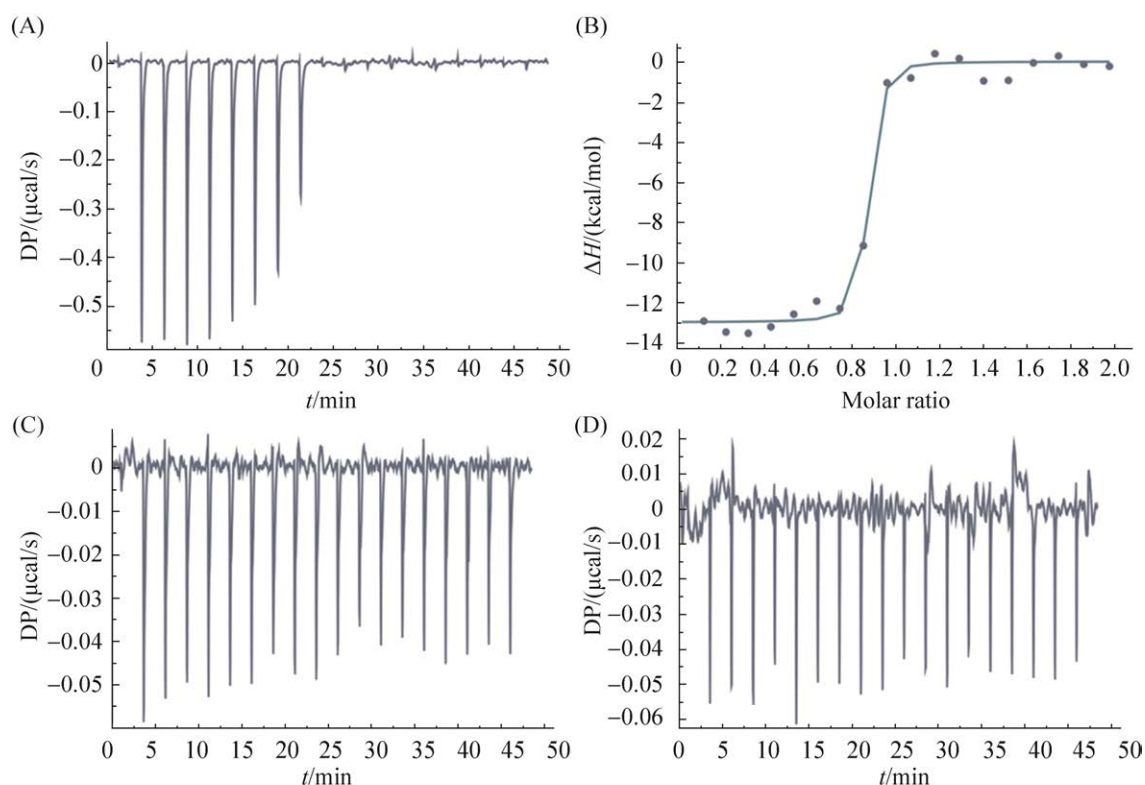 (A)
0
−0.1
−0.2
−0.3
−0.4
−0.5
DP/(μcal/s)
5 10 15 20 25 30 35 40 45 50
t/min
(B)
0
−2
−4
−6
−8
−10
−12
−14
ΔH/(kcal/mol)
0 0.2 0.4 0.6 0.8 1.0 1.2 1.4 1.6 1.8 2.0
Molar ratio
(C)
0
−0.01
−0.02
−0.03
−0.04
−0.05
DP/(μcal/s)
0 5 10 15 20 25 30 35 40 45 50
t/min
(D)
0.02
0.01
0
−0.01
−0.02
−0.03
−0.04
−0.05
−0.06
DP/(μcal/s)
0 5 10 15 20 25 30 35 40 45 50
t/min